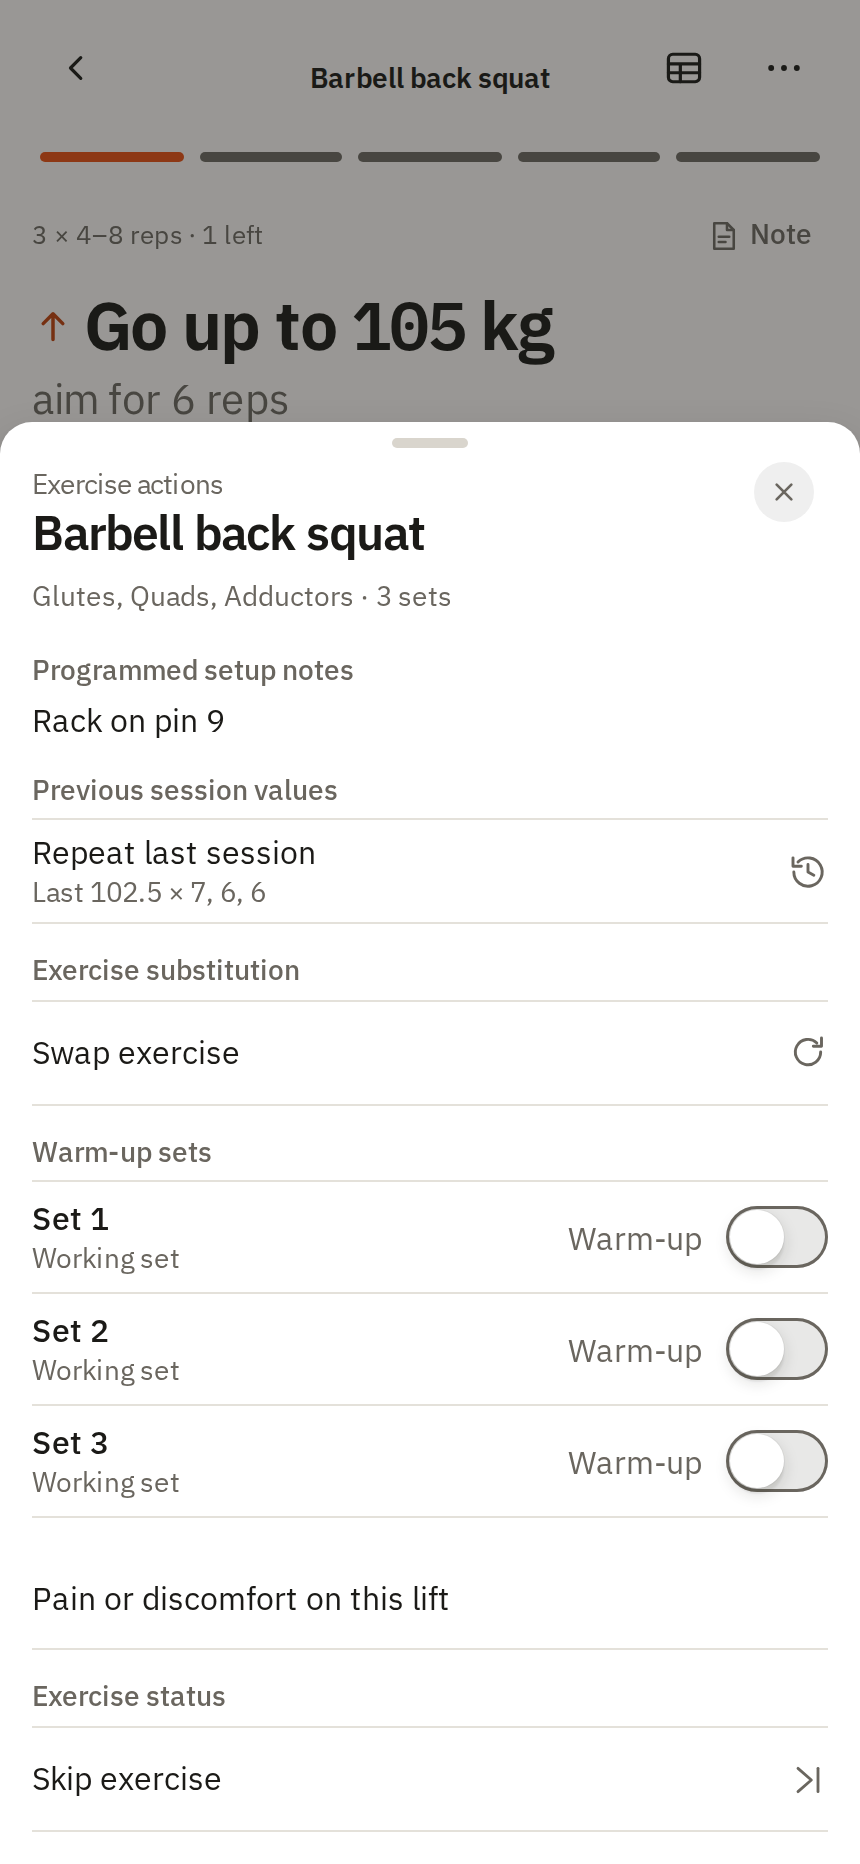 Barbell back squat
3 × 4–8 reps · 1 left
Note
Go up to 105 kg
aim for 6 reps
Exercise actions
Barbell back squat
Glutes, Quads, Adductors · 3 sets
Programmed setup notes
Rack on pin 9
Previous session values
Repeat last session
Last 102.5 × 7, 6, 6
Exercise substitution
Swap exercise
Warm-up sets
Set 1
Working set
Warm-up
Set 2
Working set
Warm-up
Set 3
Working set
Warm-up
Pain or discomfort on this lift
Exercise status
Skip exercise